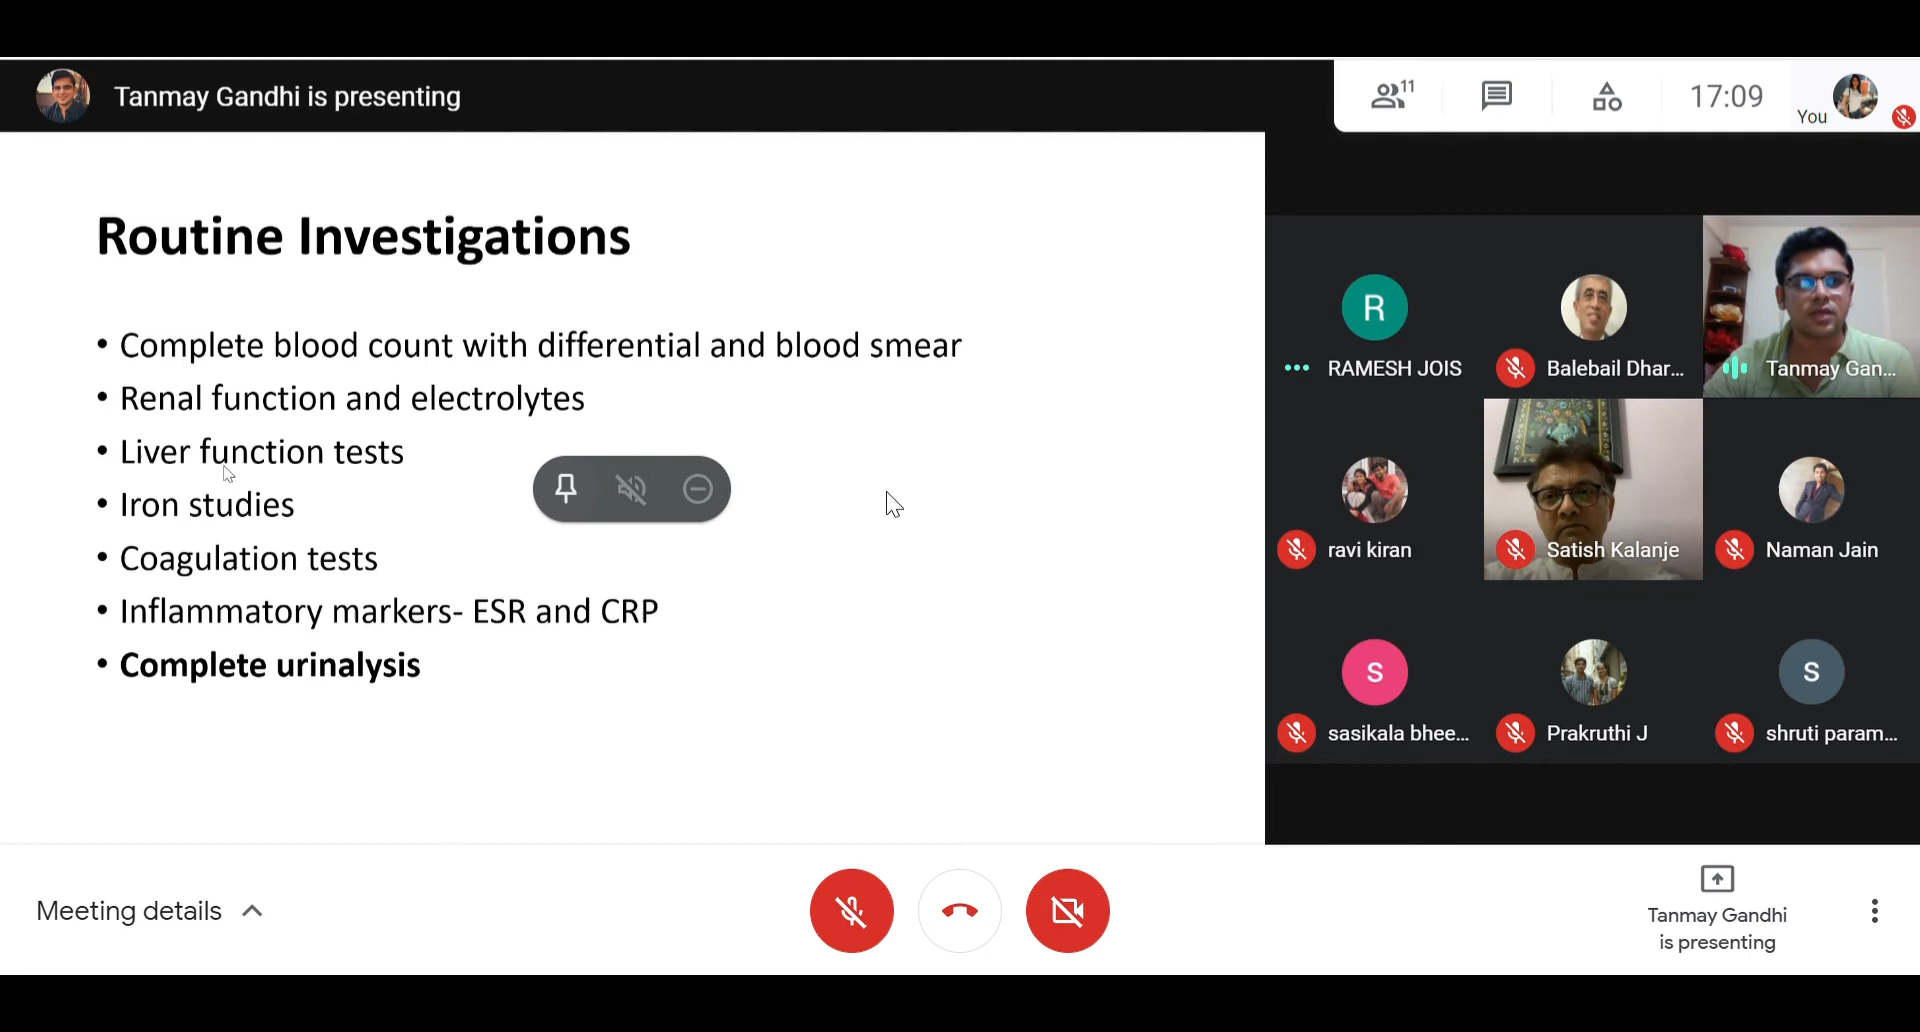 Tanmay Gandhi is presenting
11
17:09
You
Routine Investigations
• Complete blood count with differential and blood smear
• Renal function and electrolytes
• Liver function tests
• Iron studies
• Coagulation tests
• Inflammatory markers- ESR and CRP
• Complete urinalysis
R
RAMESH JOIS
Balebail Dhar...
Tanmay Gan...
ravi kiran
Satish Kalanje
Naman Jain
S
S
sasikala bhee...
Prakruthi J
shruti param...
Meeting details
Tanmay Gandhi
is presenting